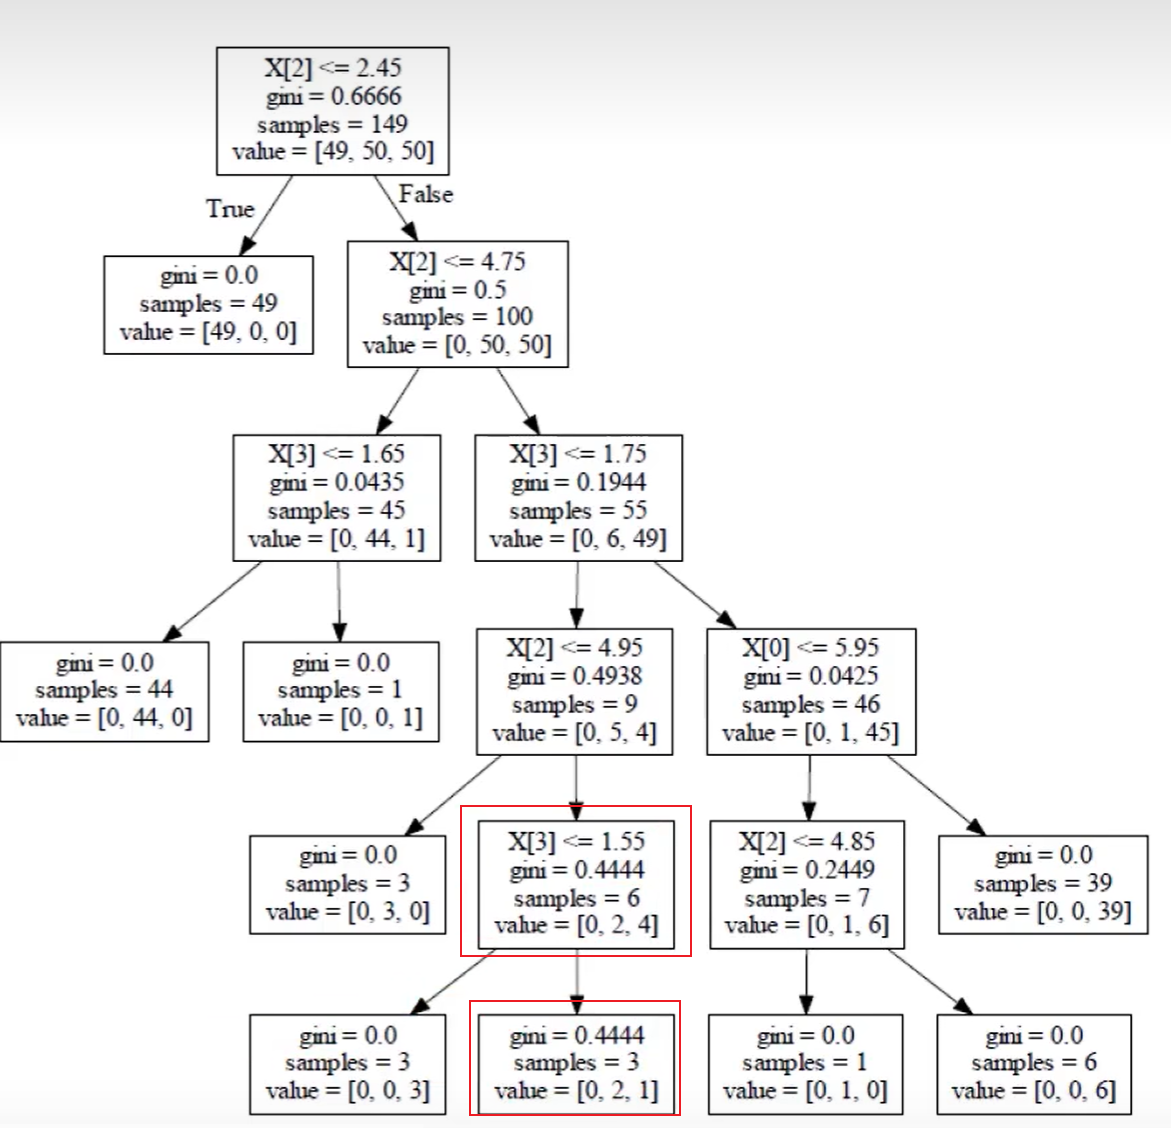 X[2] <= 2.45
gini = 0.6666
samples = 149
value = [49, 50, 50]
True
False
gini = 0.0
samples = 49
value = [49, 0, 0]
X[2] <= 4.75
gini = 0.5
samples = 100
value = [0, 50, 50]
X[3] <= 1.65
gini = 0.0435
samples = 45
value = [0, 44, 1]
X[3] <= 1.75
gini = 0.1944
samples = 55
value = [0, 6, 49]
gini = 0.0
samples = 44
value = [0, 44, 0]
gini = 0.0
samples = 1
value = [0, 0, 1]
X[2] <= 4.95
gini = 0.4938
samples = 9
value = [0, 5, 4]
X[0] <= 5.95
gini = 0.0425
samples = 46
value = [0, 1, 45]
gini = 0.0
samples = 3
value = [0, 3, 0]
X[3] <= 1.55
gini = 0.4444
samples = 6
value = [0, 2, 4]
X[2] <= 4.85
gini = 0.2449
samples = 7
value = [0, 1, 6]
gini = 0.0
samples = 39
value = [0, 0, 39]
gini = 0.0
samples = 3
value = [0, 0, 3]
gini = 0.4444
samples = 3
value = [0, 2, 1]
gini = 0.0
samples = 1
value = [0, 1, 0]
gini = 0.0
samples = 6
value = [0, 0, 6]